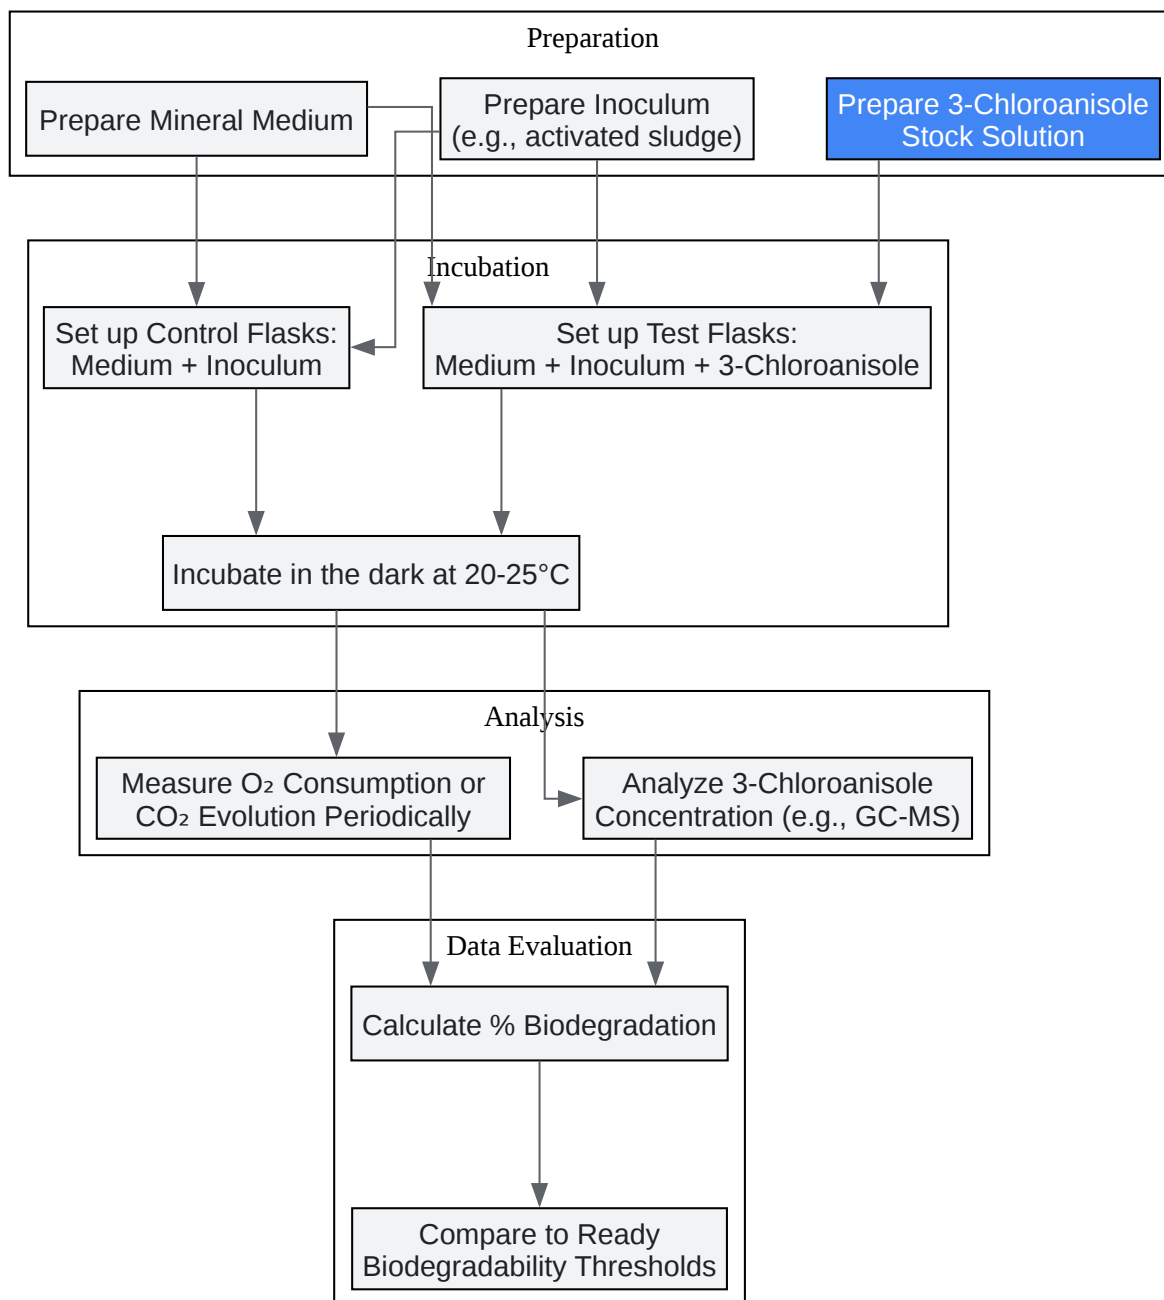 Preparation
Prepare Mineral Medium
Prepare Inoculum
(e.g., activated sludge)
Prepare 3-Chloroanisole
Stock Solution
Incubation
Set up Control Flasks:
Medium + Inoculum
Set up Test Flasks:
Medium + Inoculum + 3-Chloroanisole
Incubate in the dark at 20-25°C
Analysis
Measure O₂ Consumption or
CO₂ Evolution Periodically
Analyze 3-Chloroanisole
Concentration (e.g., GC-MS)
Data Evaluation
Calculate % Biodegradation
Compare to Ready
Biodegradability Thresholds